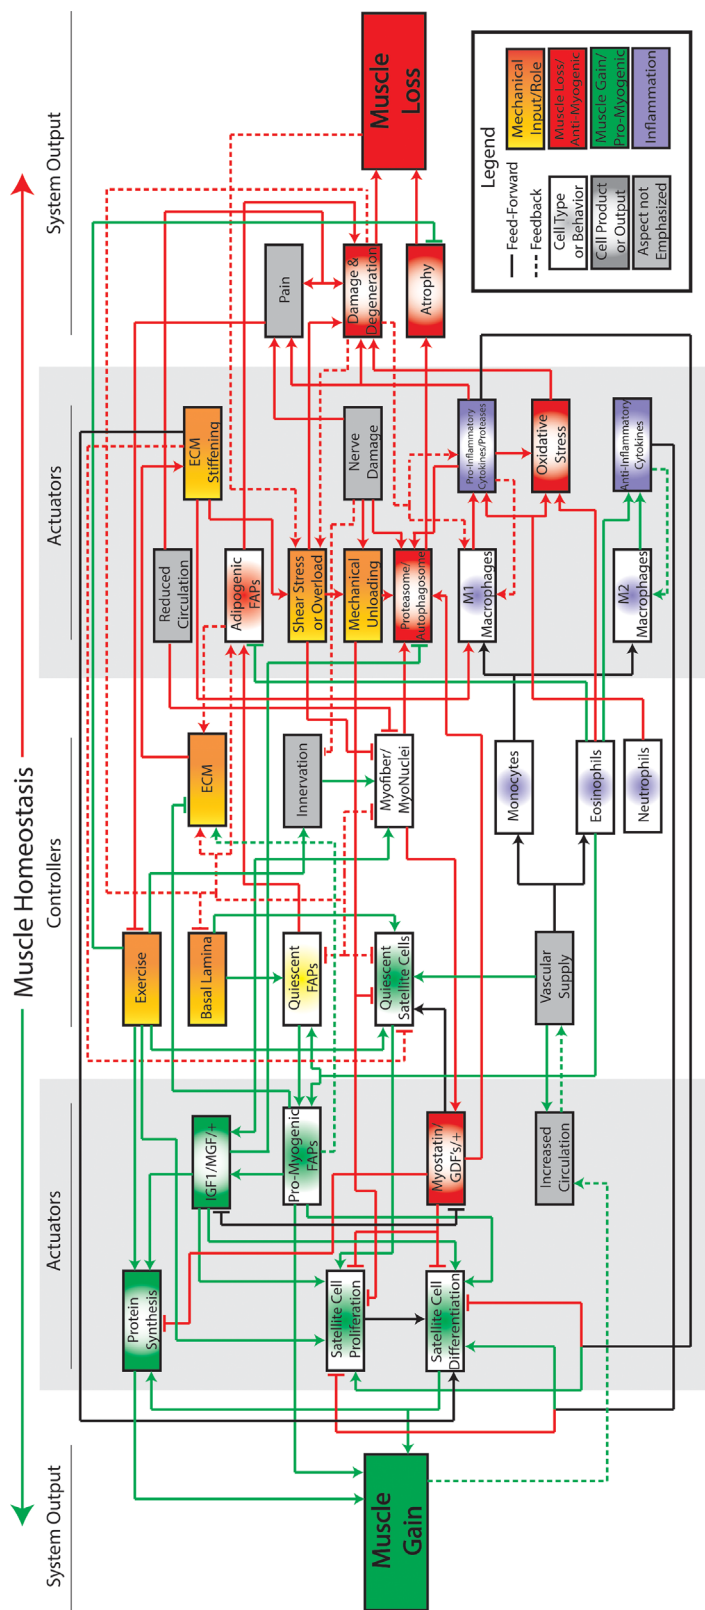 Muscle Homeostasis
System Output
Actuators
Controllers
Actuators
System Output
Muscle
Gain
Protein
Synthesis
Satellite Cell
Proliferation
Satellite Cell
Differentiation
IGF1/MGF/+
Pro-Myogenic
FAPs
Myostatin/
GDF's/+
Increased
Circulation
Exercise
Basal Lamina
Quiescent
FAPs
Quiescent
Satellite Cells
Vascular
Supply
ECM
Innervation
Myofiber/
MyoNuclei
Monocytes
Eosinophils
Neutrophils
Reduced
Circulation
ECM
Stiffening
Adipogenic
FAPs
Shear Stress
or Overload
Mechanical
Unloading
Nerve
Damage
Proteasome/
Autophagosome
M1
Macrophages
Pro-Inflammatory
Cytokines/Proteases
Oxidative
Stress
M2
Macrophages
Anti-Inflammatory
Cytokines
Pain
Damage &
Degeneration
Atrophy
Muscle
Loss
Legend
Feed-Forward
Feedback
Cell Type
or Behavior
Cell Product
or Output
Aspect not
Emphasized
Mechanical
Input/Role
Muscle Loss/
Anti-Myogenic
Muscle Gain/
Pro-Myogenic
Inflammation